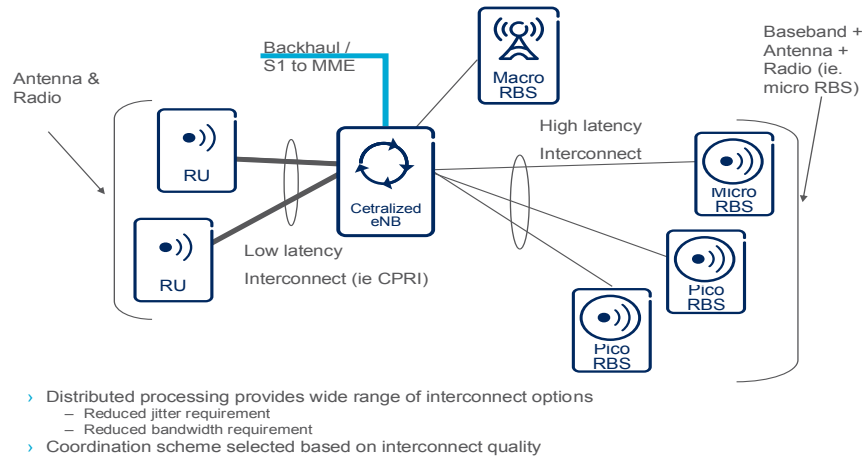 Backhaul /
S1 to MME
Antenna &
Radio
RU
RU
Cetralized
eNB
Low latency
Interconnect (ie CPRI)
Macro
RBS
High latency
Interconnect
Baseband +
Antenna +
Radio (ie.
micro RBS)
Micro
RBS
Pico
RBS
Pico
RBS
› Distributed processing provides wide range of interconnect options
– Reduced jitter requirement
– Reduced bandwidth requirement
› Coordination scheme selected based on interconnect quality